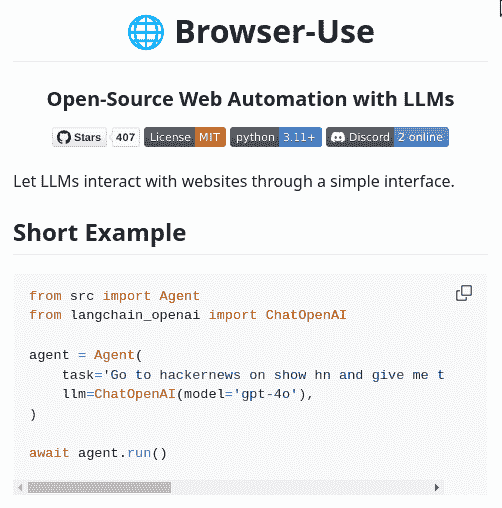 🌐 Browser-Use
Open-Source Web Automation with LLMs
Stars 407 License MIT python 3.11+ Discord 2 online
Let LLMs interact with websites through a simple interface.
Short Example
from src import Agent
from langchain_openai import ChatOpenAI
agent = Agent(
    task='Go to hackernews on show hn and give me t
    llm=ChatOpenAI(model='gpt-4o'),
)
await agent.run()